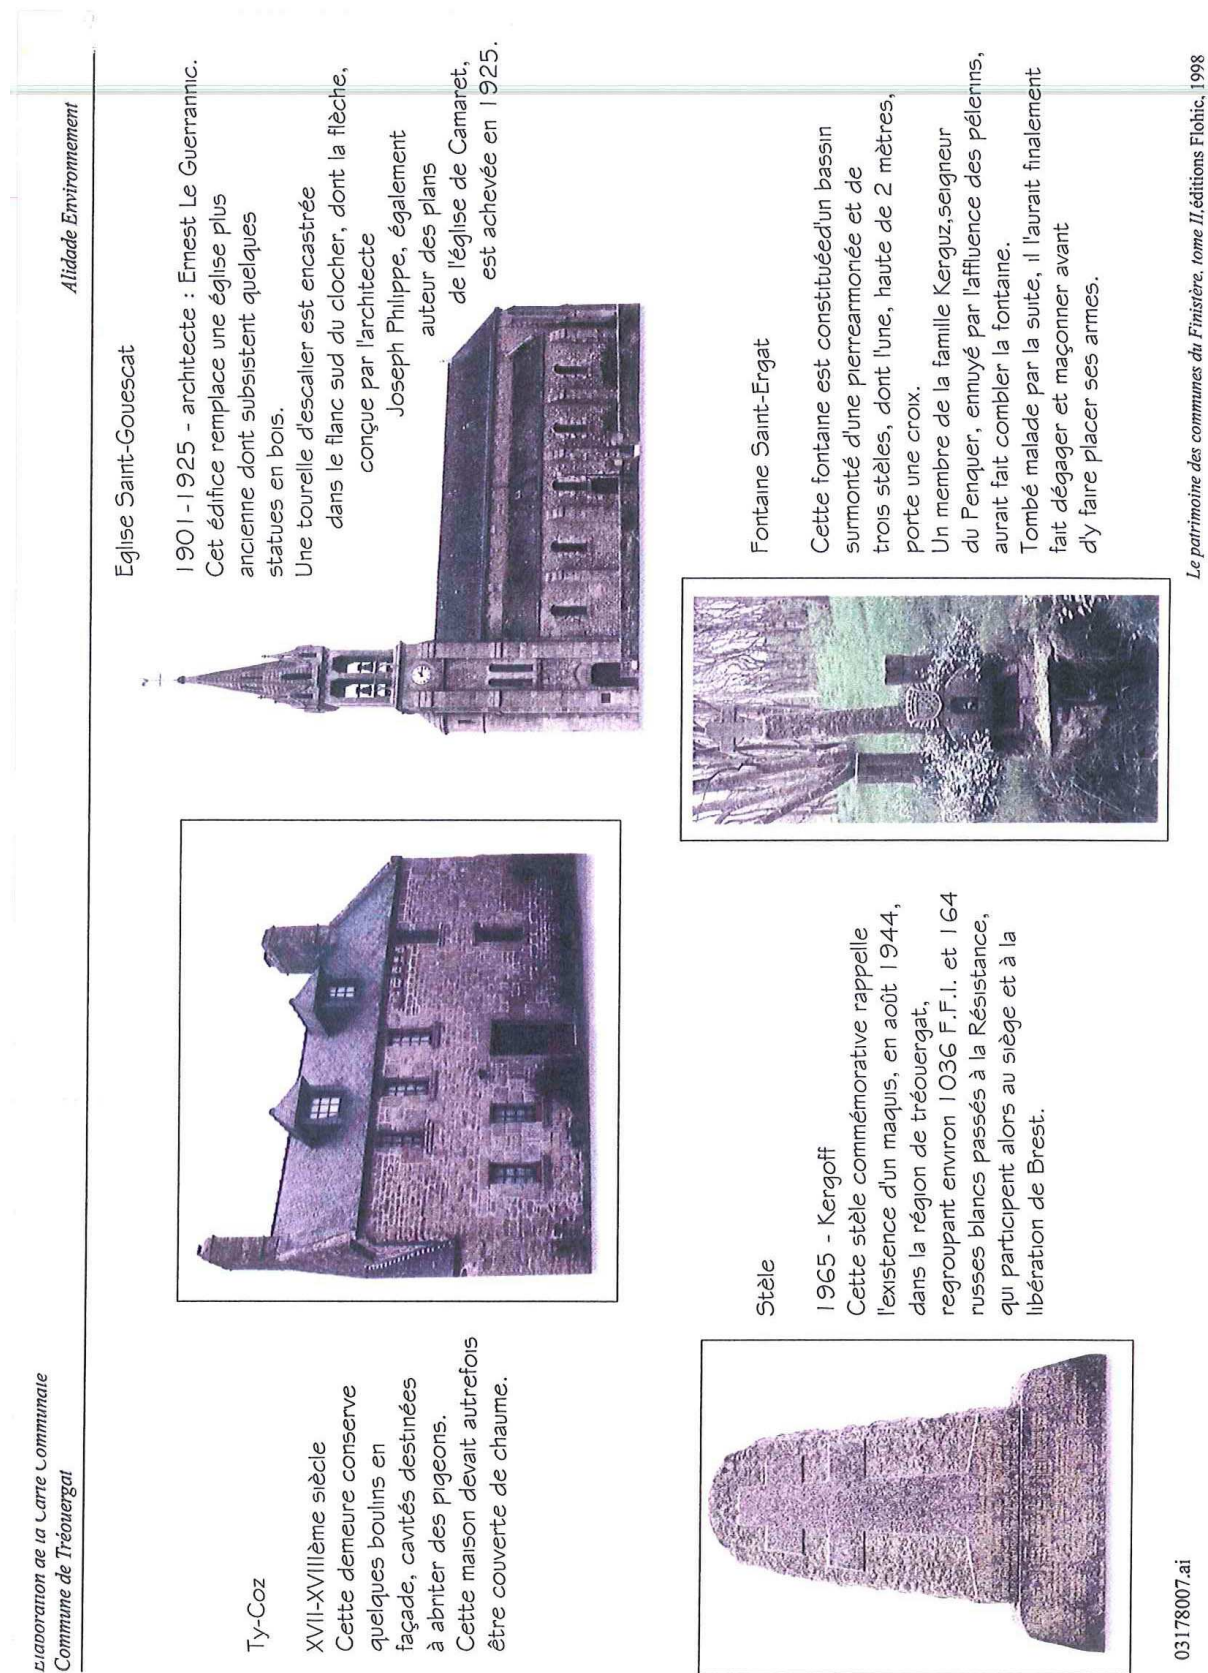 Elaboration de la Carte Communale
Commune de Tréouergat
Alidade Environnement
Ty-Coz
XVII-XVIIIème siècle
Cette demeure conserve
quelques boulins en
façade, cavités destinées
à abriter des pigeons.
Cette maison devait autrefois
être couverte de chaume.
Eglise Saint-Gouescat
1901-1925 - architecte : Ernest Le Guerrannic.
Cet édifice remplace une église plus
ancienne dont subsistent quelques
statues en bois.
Une tourelle d'escalier est encastrée
dans le flanc sud du clocher, dont la flèche,
conçue par l'architecte
Joseph Philippe, également
auteur des plans
de l'église de Camaret,
est achevée en 1925.
Stèle
1965 - Kergoff
Cette stèle commémorative rappelle
l'existence d'un maquis, en août 1944,
dans la région de tréouergat,
regroupant environ 1036 F.F.I. et 164
russes blancs passés à la Résistance,
qui participent alors au siège et à la
libération de Brest.
Fontaine Saint-Ergat
Cette fontaine est constituéed'un bassin
surmonté d'une pierrearmoriée et de
trois stèles, dont l'une, haute de 2 mètres,
porte une croix.
Un membre de la famille Kerguz,seigneur
du Penquer, ennuyé par l'affluence des pélerins,
aurait fait combler la fontaine.
Tombé malade par la suite, il l'aurait finalement
fait dégager et maçonner avant
d'y faire placer ses armes.
03178007.ai
Le patrimoine des communes du Finistère, tome II,éditions Flohic, 1998